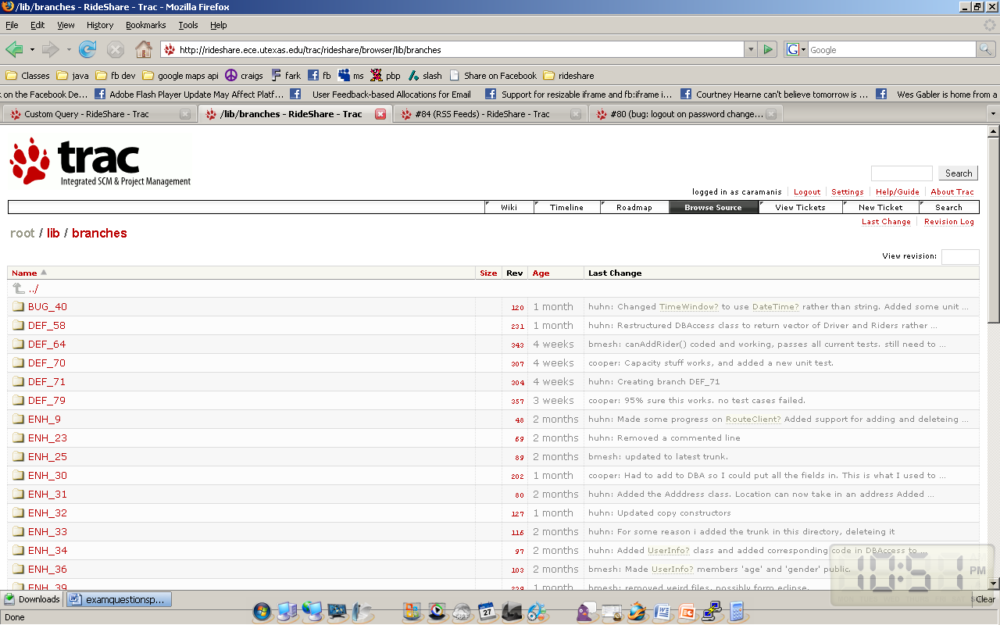 /lib/branches - RideShare - Trac - Mozilla Firefox
File Edit View History Bookmarks Tools Help
http://rideshare.ece.utexas.edu/trac/rideshare/browser/lib/branches
G Google
Classes java fb dev google maps api craigs fark fb ms pbp slash Share on Facebook rideshare
on the Facebook De... Adobe Flash Player Update May Affect Platf... User Feedback-based Allocations for Email Support for resizable iframe and fb:iframe i... Courtney Hearne can't believe tomorrow is ... Wes Gabler is home from a
Custom Query - RideShare - Trac /lib/branches - RideShare - Trac #84 (RSS Feeds) - RideShare - Trac #80 (bug: logout on password change...
trac
Integrated SCM & Project Management
Search
logged in as caramanis Logout Settings Help/Guide About Trac
Wiki Timeline Roadmap Browse Source View Tickets New Ticket Search
Last Change Revision Log
root / lib / branches
View revision:
Name Size Rev Age Last Change
../
BUG_40 120 1 month huhn: Changed TimeWindow? to use DateTime? rather than string. Added some unit ...
DEF_58 231 1 month huhn: Restructured DBAccess class to return vector of Driver and Riders rather ...
DEF_64 343 4 weeks bmesh: canAddRider() coded and working, passes all current tests. still need to ...
DEF_70 307 4 weeks cooper: Capacity stuff works, and added a new unit test.
DEF_71 304 4 weeks huhn: Creating branch DEF_71
DEF_79 357 3 weeks cooper: 95% sure this works. no test cases failed.
ENH_9 48 2 months huhn: Made some progress on RouteClient? Added support for adding and deleteing ...
ENH_23 69 2 months huhn: Removed a commented line
ENH_25 89 2 months bmesh: updated to latest trunk.
ENH_30 202 1 month cooper: Had to add to DBA so I could put all the fields in. This is what I used to ...
ENH_31 80 2 months huhn: Added the Adddress class. Location can now take in an address Added ...
ENH_32 127 1 month huhn: Updated copy constructors
ENH_33 116 2 months huhn: For some reason i added the trunk in this directory, deleteing it
ENH_34 97 2 months huhn: Added UserInfo? class and added corresponding code in DBAccess to ...
ENH_36 103 2 months bmesh: Made UserInfo? members 'age' and 'gender' public.
ENH_39 1 month bmesh: removed weird files, possibly form eclipse.
10:51 PM
Downloads examquestionsp... Clear
Done
27